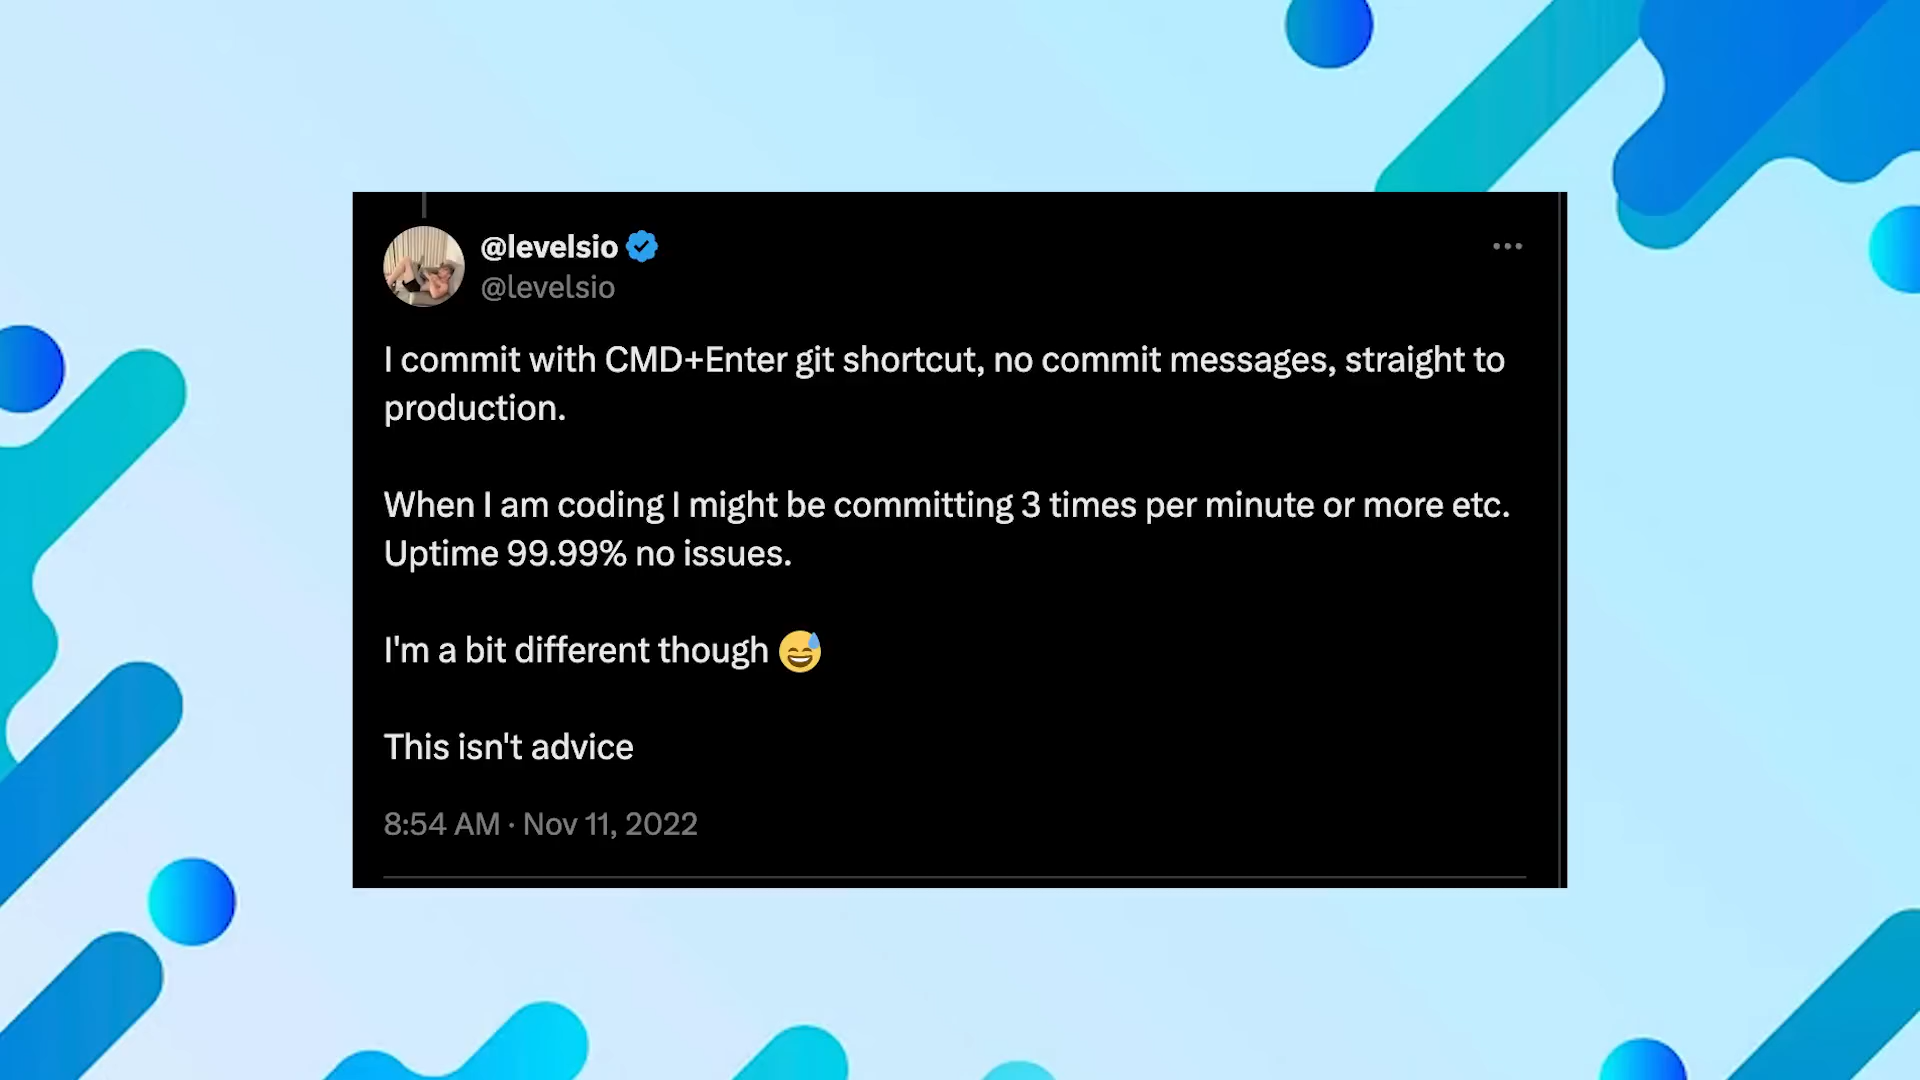 @levelsio
@levelsio
I commit with CMD+Enter git shortcut, no commit messages, straight to
production.
When I am coding I might be committing 3 times per minute or more etc.
Uptime 99.99% no issues.
I'm a bit different though 😅
This isn't advice
8:54 AM · Nov 11, 2022